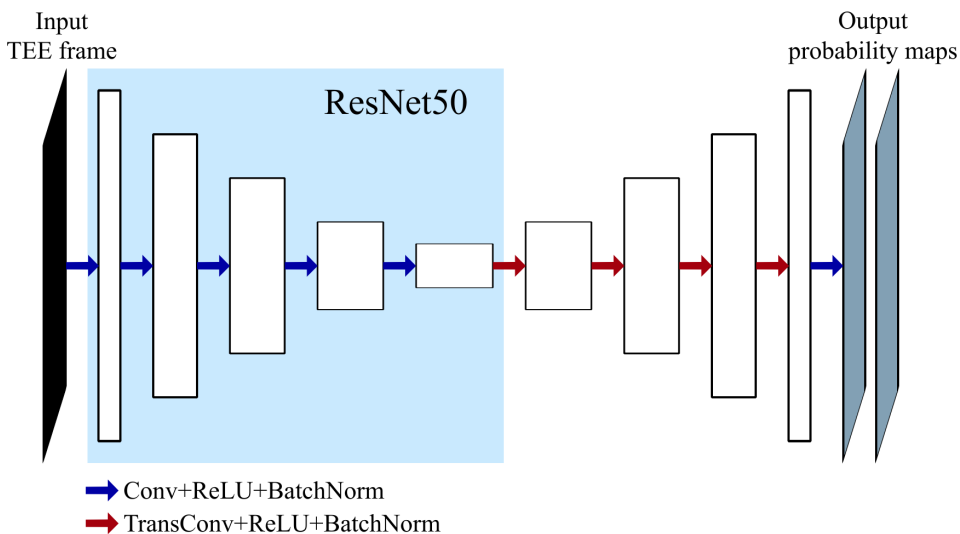 Input
TEE frame
Output
probability maps
ResNet50
Conv+ReLU+BatchNorm
TransConv+ReLU+BatchNorm